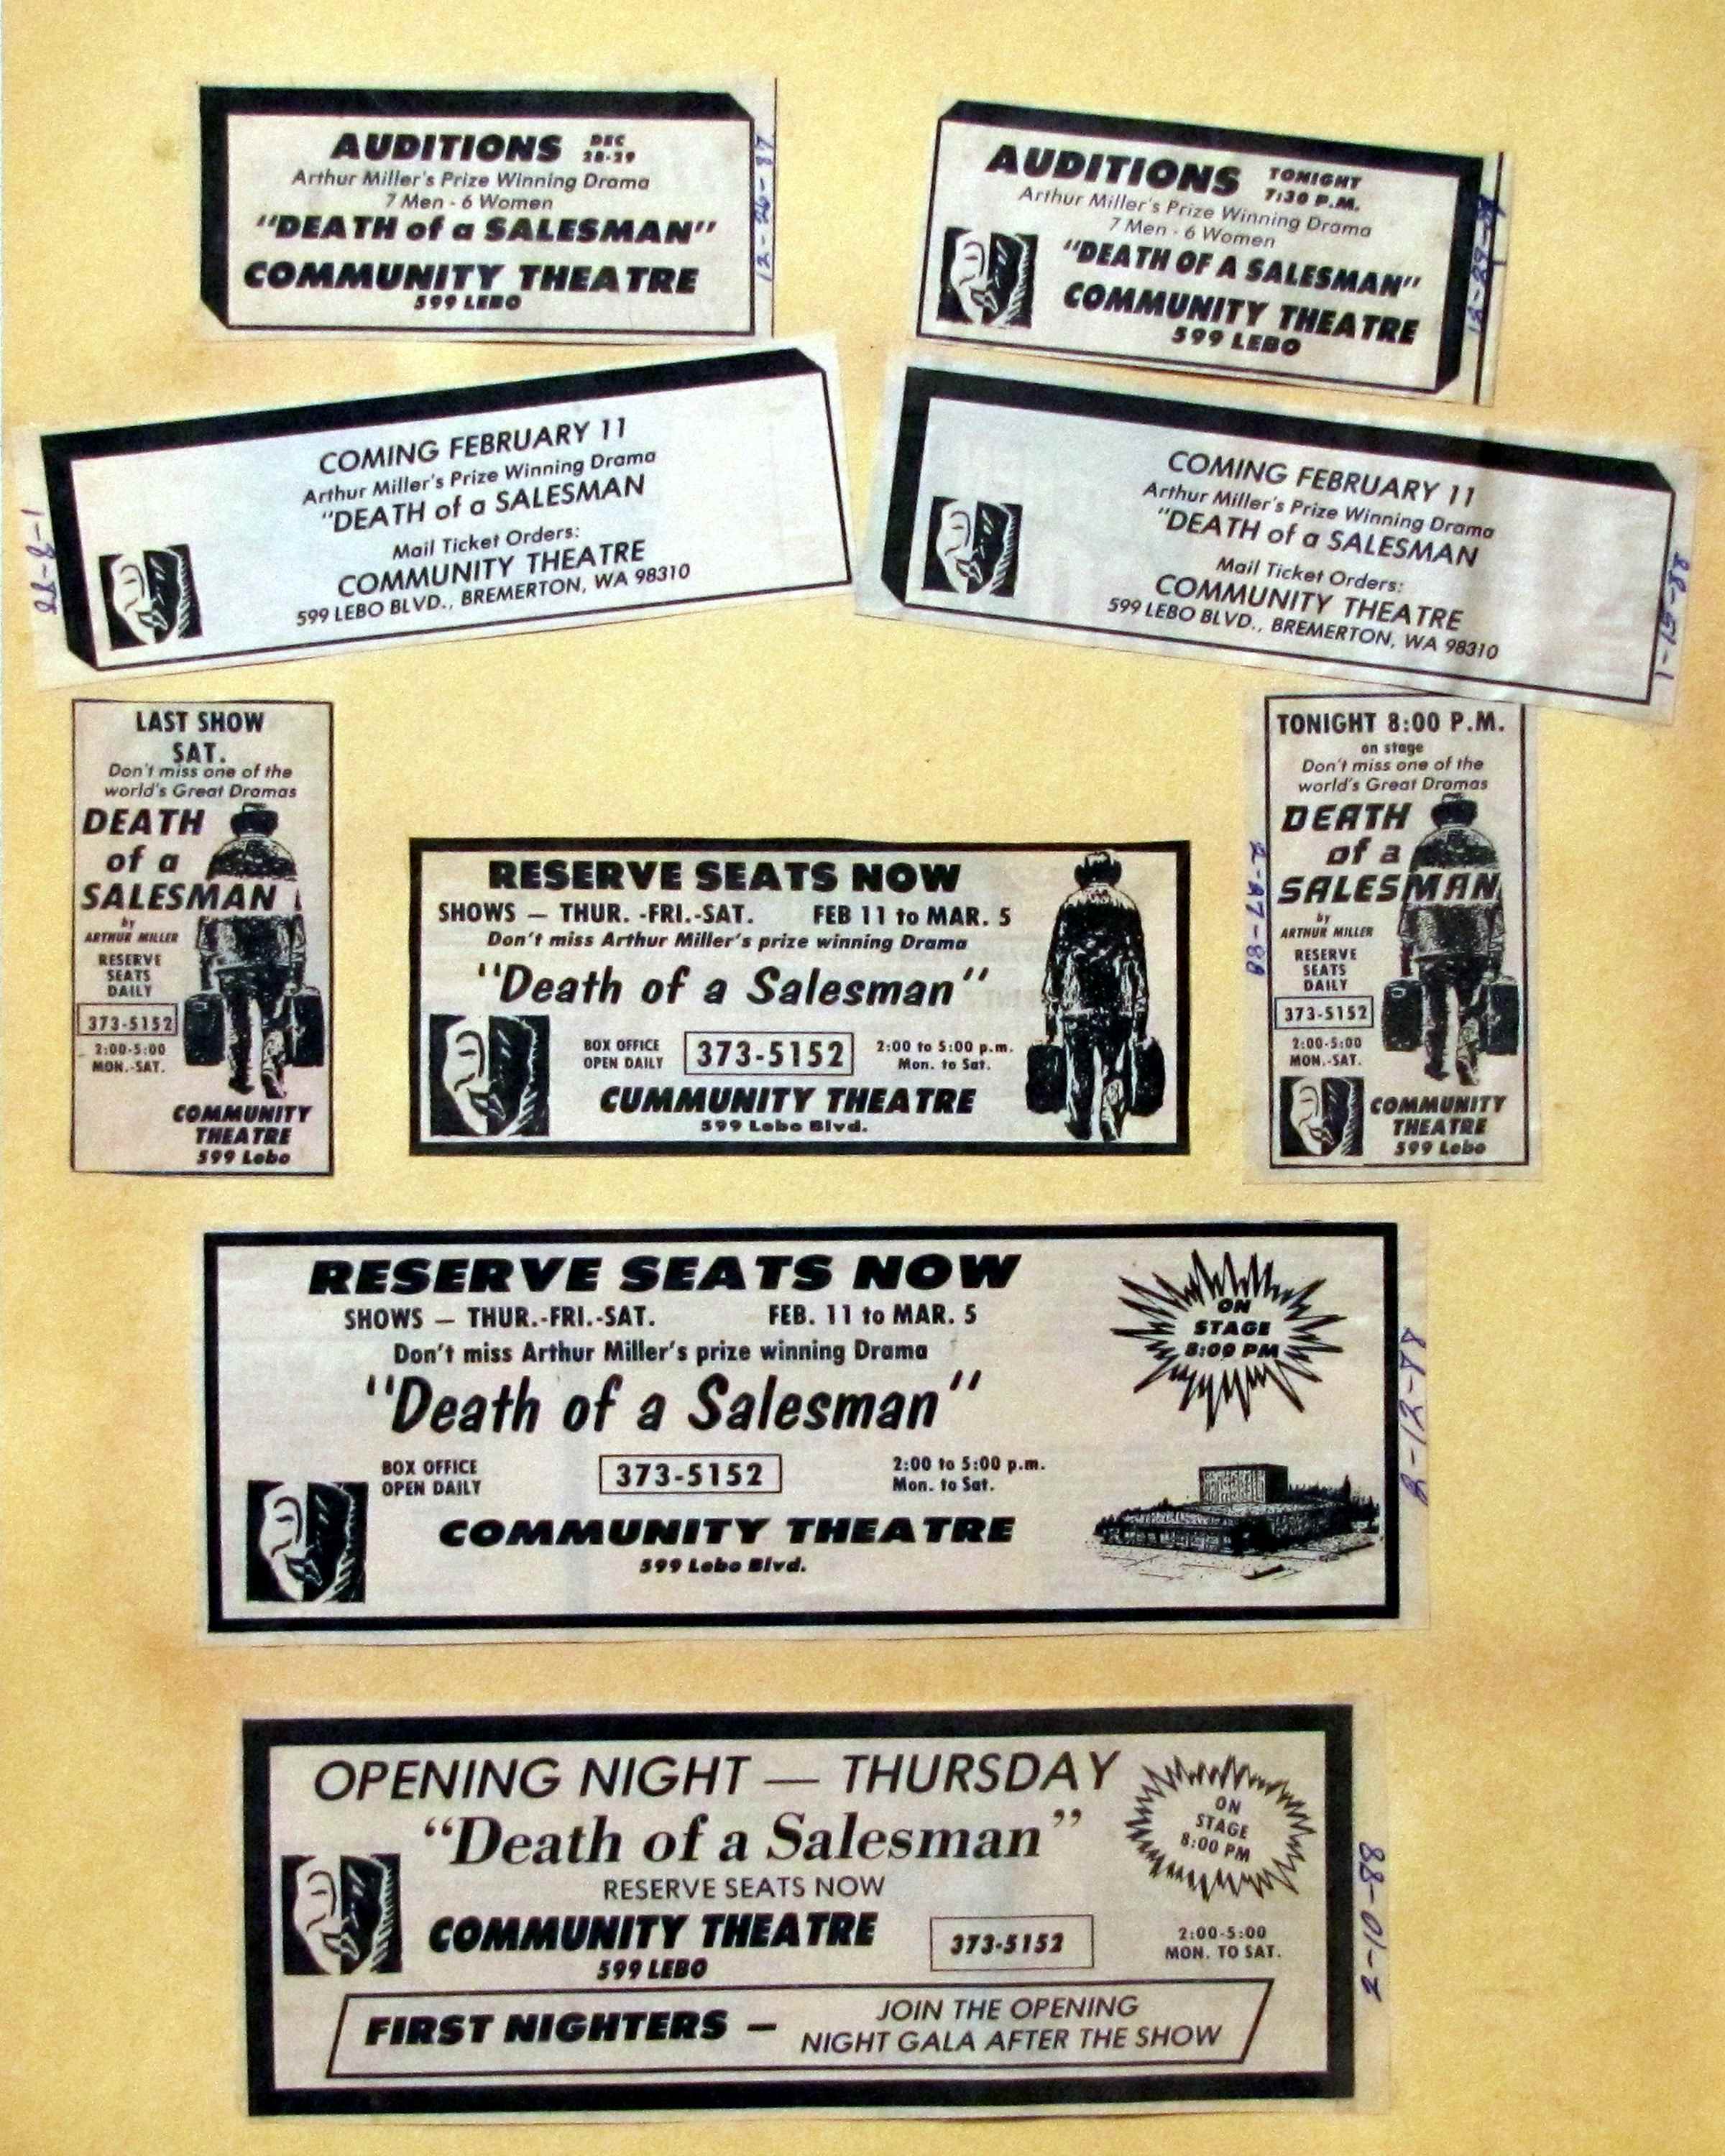 AUDITIONS DEC 28-29
Arthur Miller's Prize Winning Drama
7 Men - 6 Women
"DEATH of a SALESMAN"
COMMUNITY THEATRE
599 LEBO
12-26-87
AUDITIONS TONIGHT 7:30 P.M.
Arthur Miller's Prize Winning Drama
7 Men - 6 Women
"DEATH OF A SALESMAN"
COMMUNITY THEATRE
599 LEBO
COMING FEBRUARY 11
Arthur Miller's Prize Winning Drama
"DEATH of a SALESMAN
Mail Ticket Orders:
COMMUNITY THEATRE
599 LEBO BLVD., BREMERTON, WA 98310
1-8-88
COMING FEBRUARY 11
Arthur Miller's Prize Winning Drama
"DEATH of a SALESMAN
Mail Ticket Orders:
COMMUNITY THEATRE
599 LEBO BLVD., BREMERTON, WA 98310
1-15-88
LAST SHOW
SAT.
Don't miss one of the
world's Great Dramas
DEATH
of a
SALESMAN
by
ARTHUR MILLER
RESERVE
SEATS
DAILY
373-5152
2:00-5:00
MON.-SAT.
COMMUNITY
THEATRE
599 Lebo
RESERVE SEATS NOW
SHOWS — THUR. -FRI.-SAT. FEB 11 to MAR. 5
Don't miss Arthur Miller's prize winning Drama
"Death of a Salesman"
BOX OFFICE
OPEN DAILY
373-5152
2:00 to 5:00 p.m.
Mon. to Sat.
CUMMUNITY THEATRE
599 Lebo Blvd.
TONIGHT 8:00 P.M.
on stage
Don't miss one of the
world's Great Dramas
DEATH
of a
SALESMAN
by
ARTHUR MILLER
RESERVE
SEATS
DAILY
373-5152
2:00-5:00
MON.-SAT.
COMMUNITY
THEATRE
599 Lebo
2-27-88
RESERVE SEATS NOW
SHOWS — THUR.-FRI.-SAT. FEB. 11 to MAR. 5
Don't miss Arthur Miller's prize winning Drama
"Death of a Salesman"
BOX OFFICE
OPEN DAILY
373-5152
2:00 to 5:00 p.m.
Mon. to Sat.
COMMUNITY THEATRE
599 Lebo Blvd.
ON
STAGE
8:00 PM
2-12-88
OPENING NIGHT — THURSDAY
"Death of a Salesman"
RESERVE SEATS NOW
COMMUNITY THEATRE
599 LEBO
373-5152
2:00-5:00
MON. TO SAT.
ON
STAGE
8:00 PM
FIRST NIGHTERS —
JOIN THE OPENING
NIGHT GALA AFTER THE SHOW
2-10-88